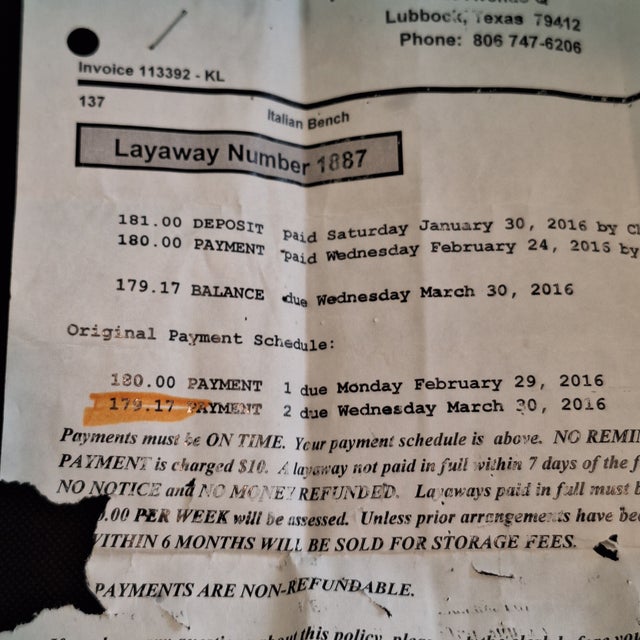 Lubbock, Texas 79412
Phone: 806 747-6206
Invoice 113392 - KL
137
Italian Bench
Layaway Number 1887
181.00 DEPOSIT paid Saturday January 30, 2016 by
180.00 PAYMENT paid Wednesday February 24, 2016 by
179.17 BALANCE due Wednesday March 30, 2016
Original Payment Schedule:
180.00 PAYMENT 1 due Monday February 29, 2016
179.17 PAYMENT 2 due Wednesday March 30, 2016
Payments must be ON TIME. Your payment schedule is above. NO
PAYMENT is charged $10. A layaway not paid in full within 7 days of the
NO NOTICE and NO MONEY REFUNDED. Layaways paid in full must
.00 PER WEEK will be assessed. Unless prior arrangements have
WITHIN 6 MONTHS WILL BE SOLD FOR STORAGE FEES.
PAYMENTS ARE NON-REFUNDABLE.
about this policy,